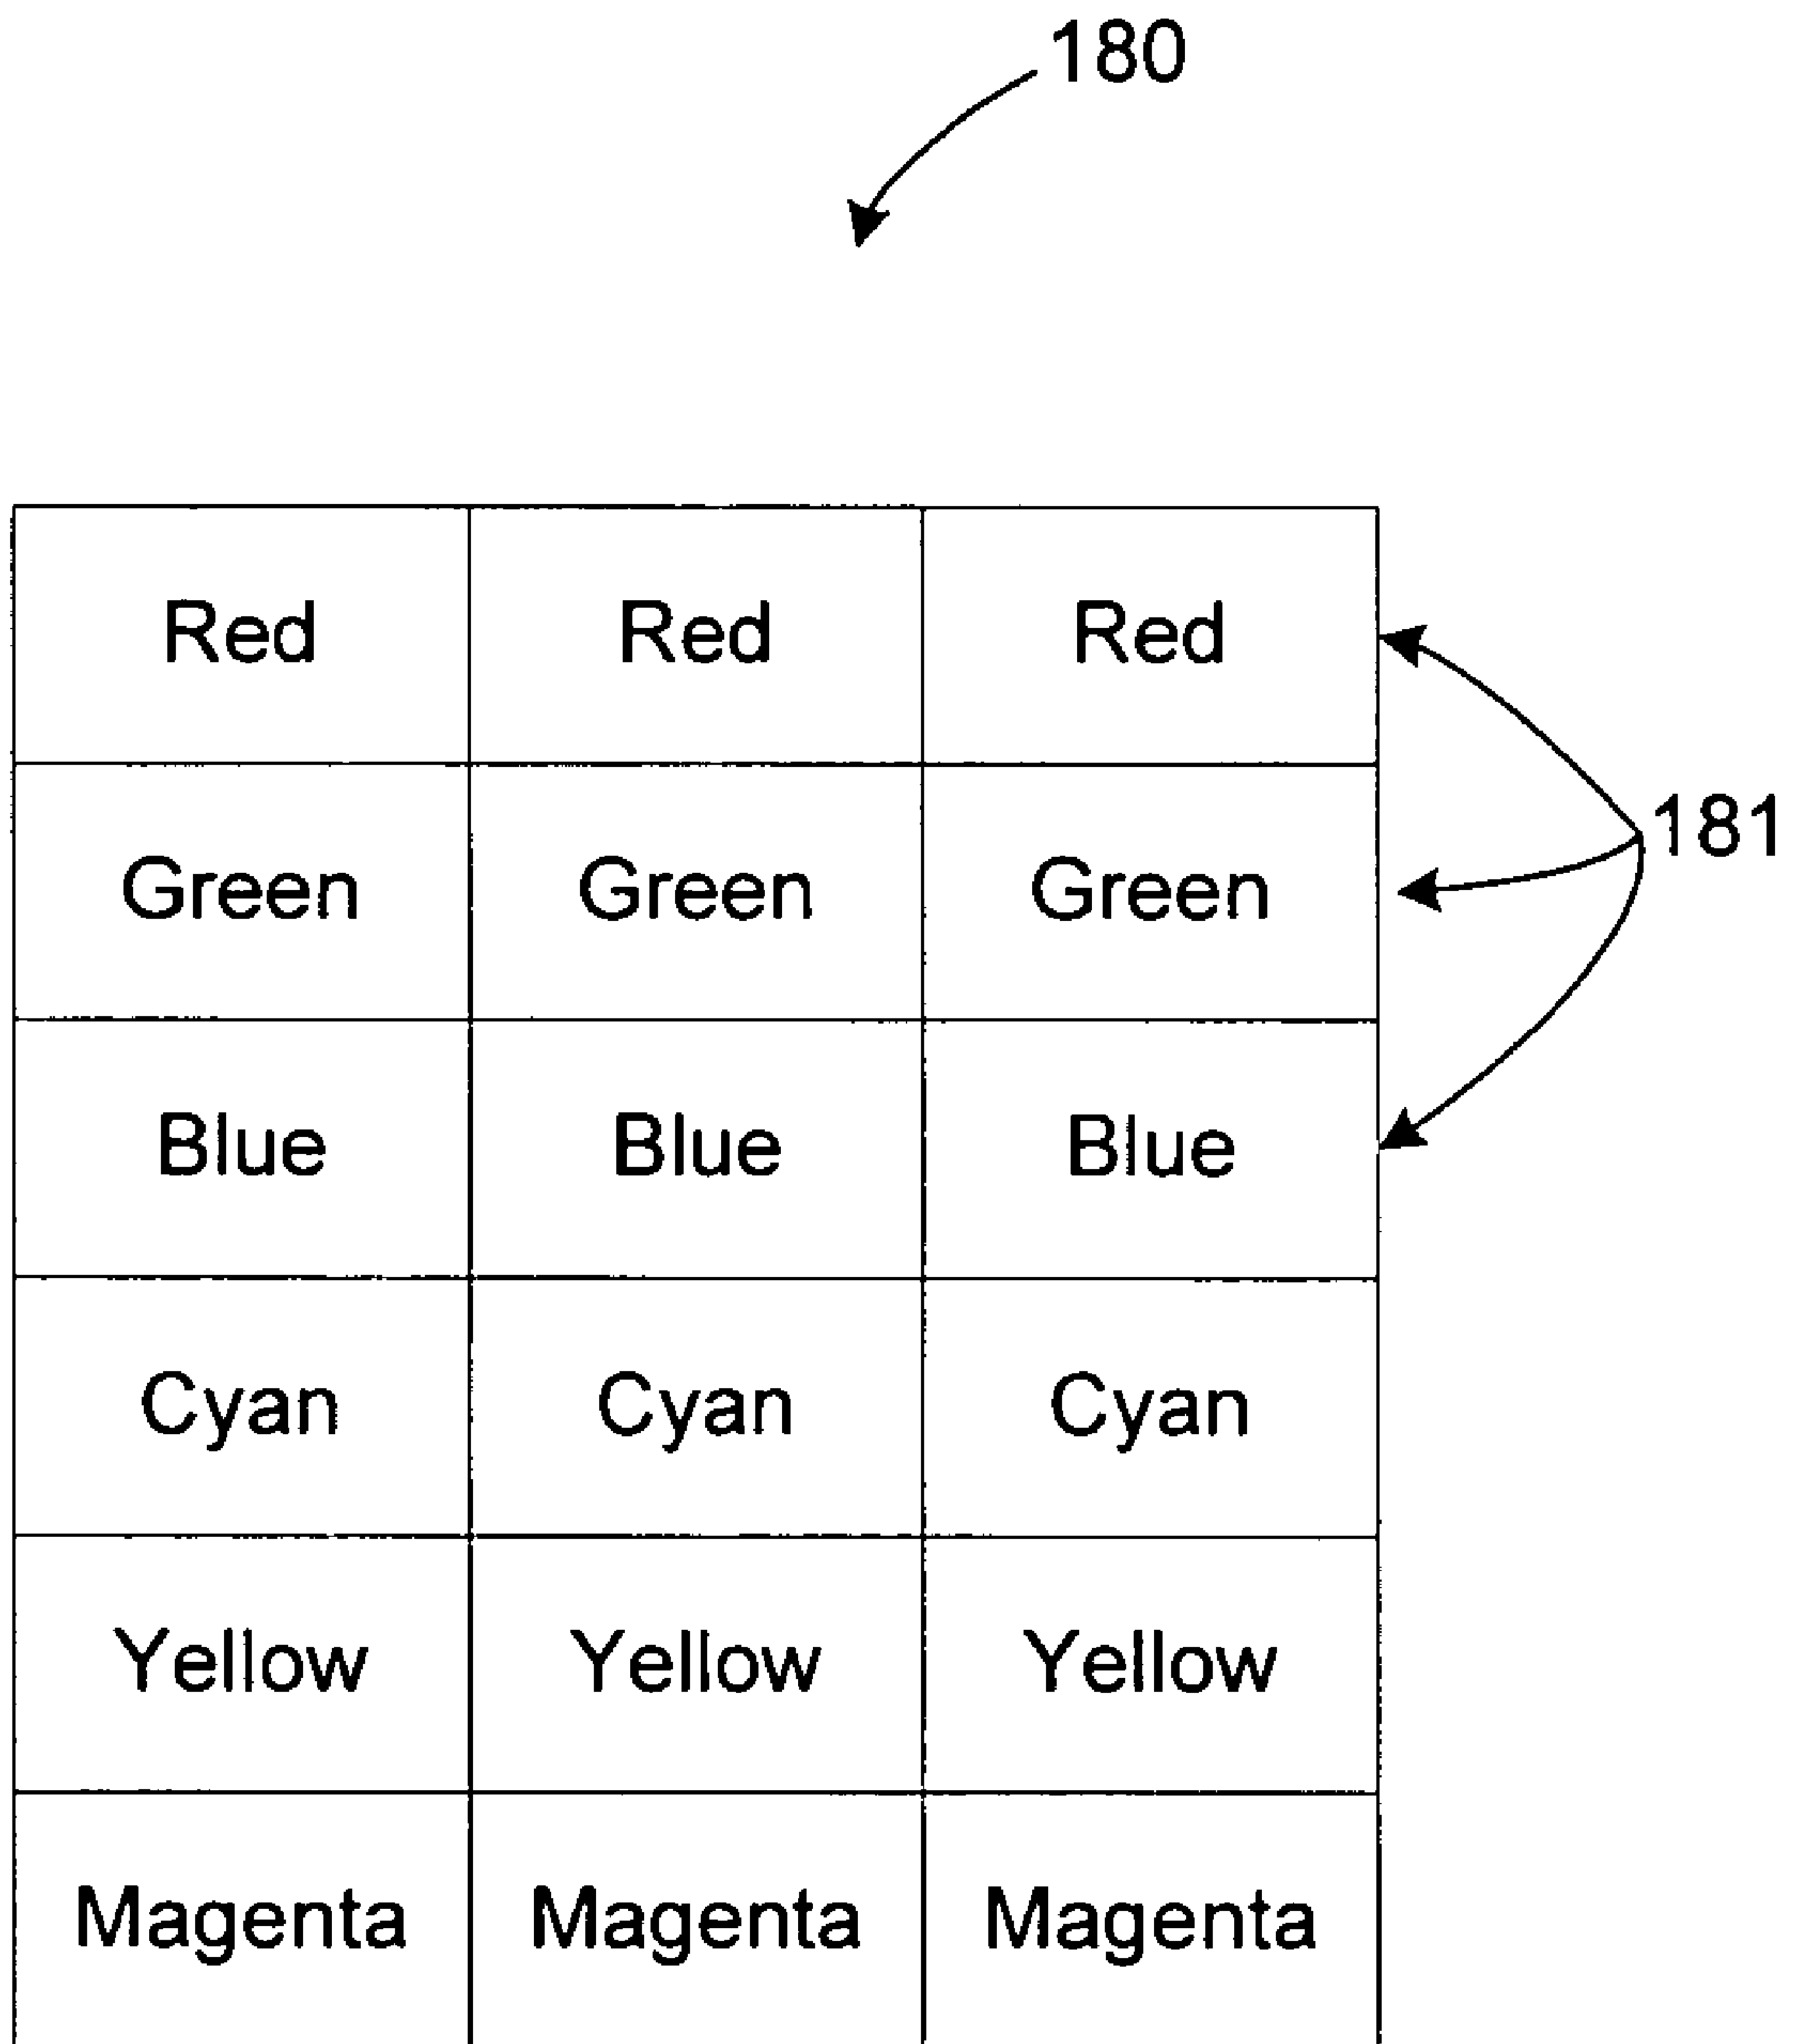 180
Red Red Red
181
Green Green Green
Blue Blue Blue
Cyan Cyan Cyan
Yellow Yellow Yellow
Magenta Magenta Magenta